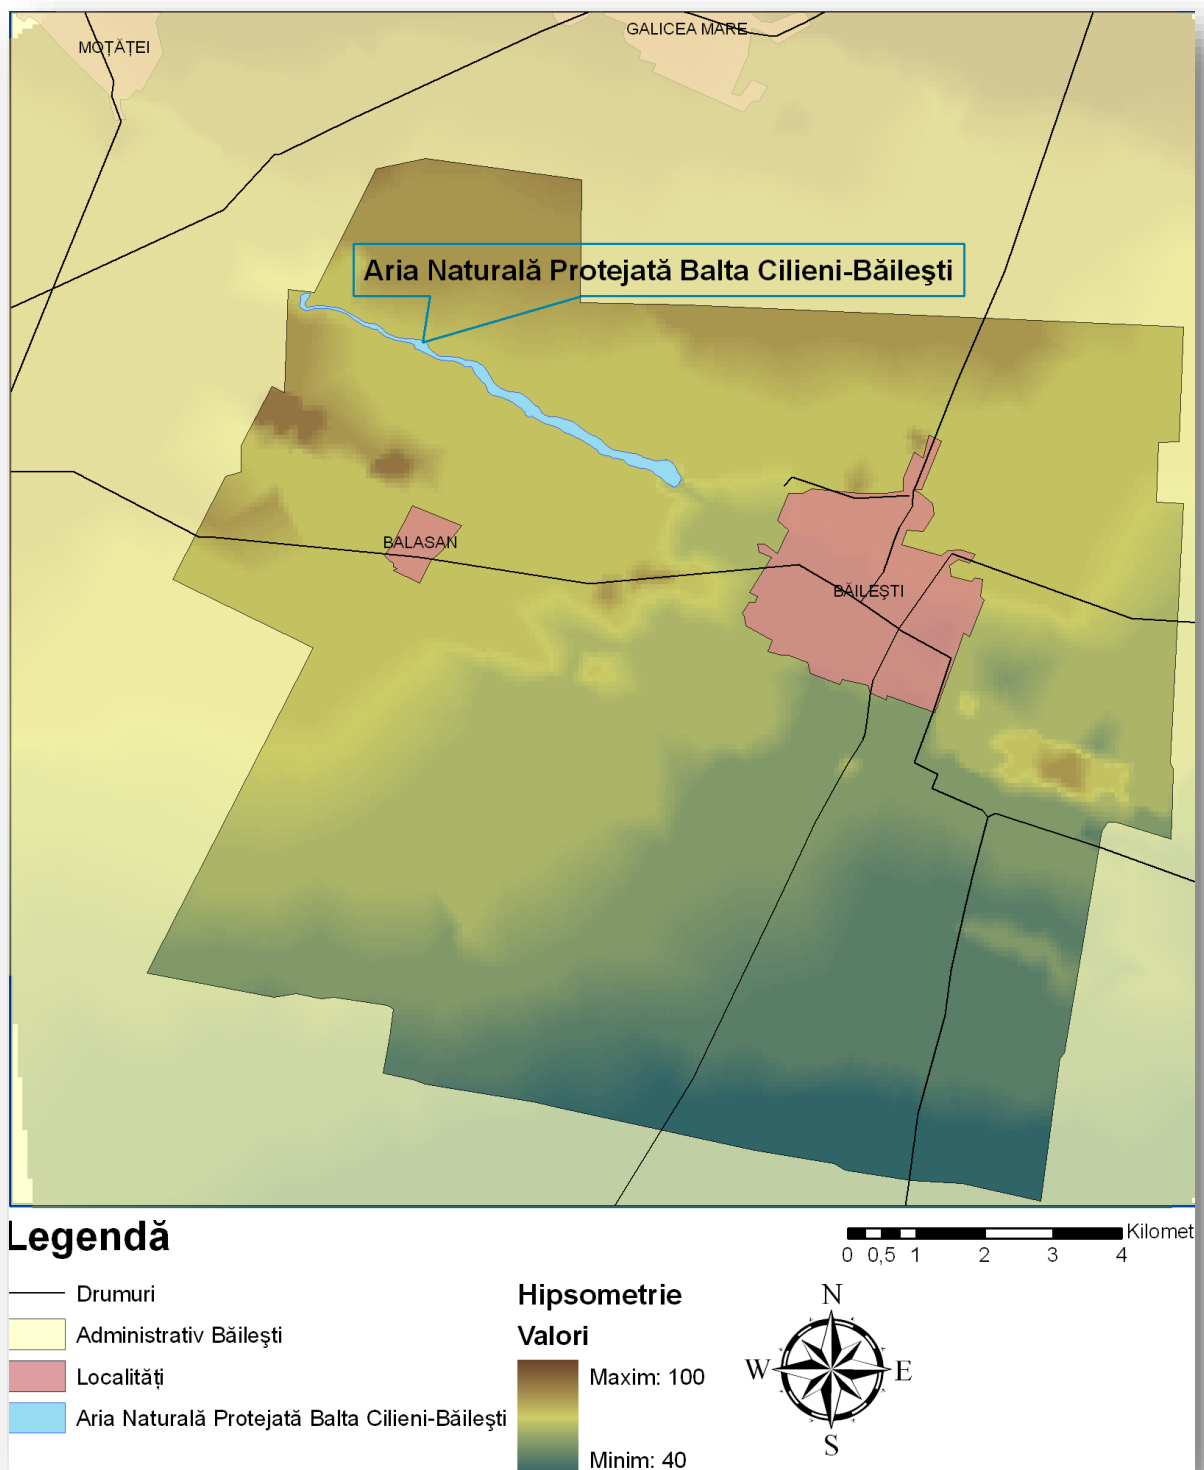 MOȚĂȚEI
GALICEA MARE
Aria Naturală Protejată Balta Cilieni-Băileşti
BALASAN
BĂILEŞTI
Legendă
Drumuri
Administrativ Băileşti
Localităţi
Aria Naturală Protejată Balta Cilieni-Băileşti
Hipsometrie
Valori
Maxim: 100
Minim: 40
Kilomet
0 0,5 1 2 3 4
N
W E
S